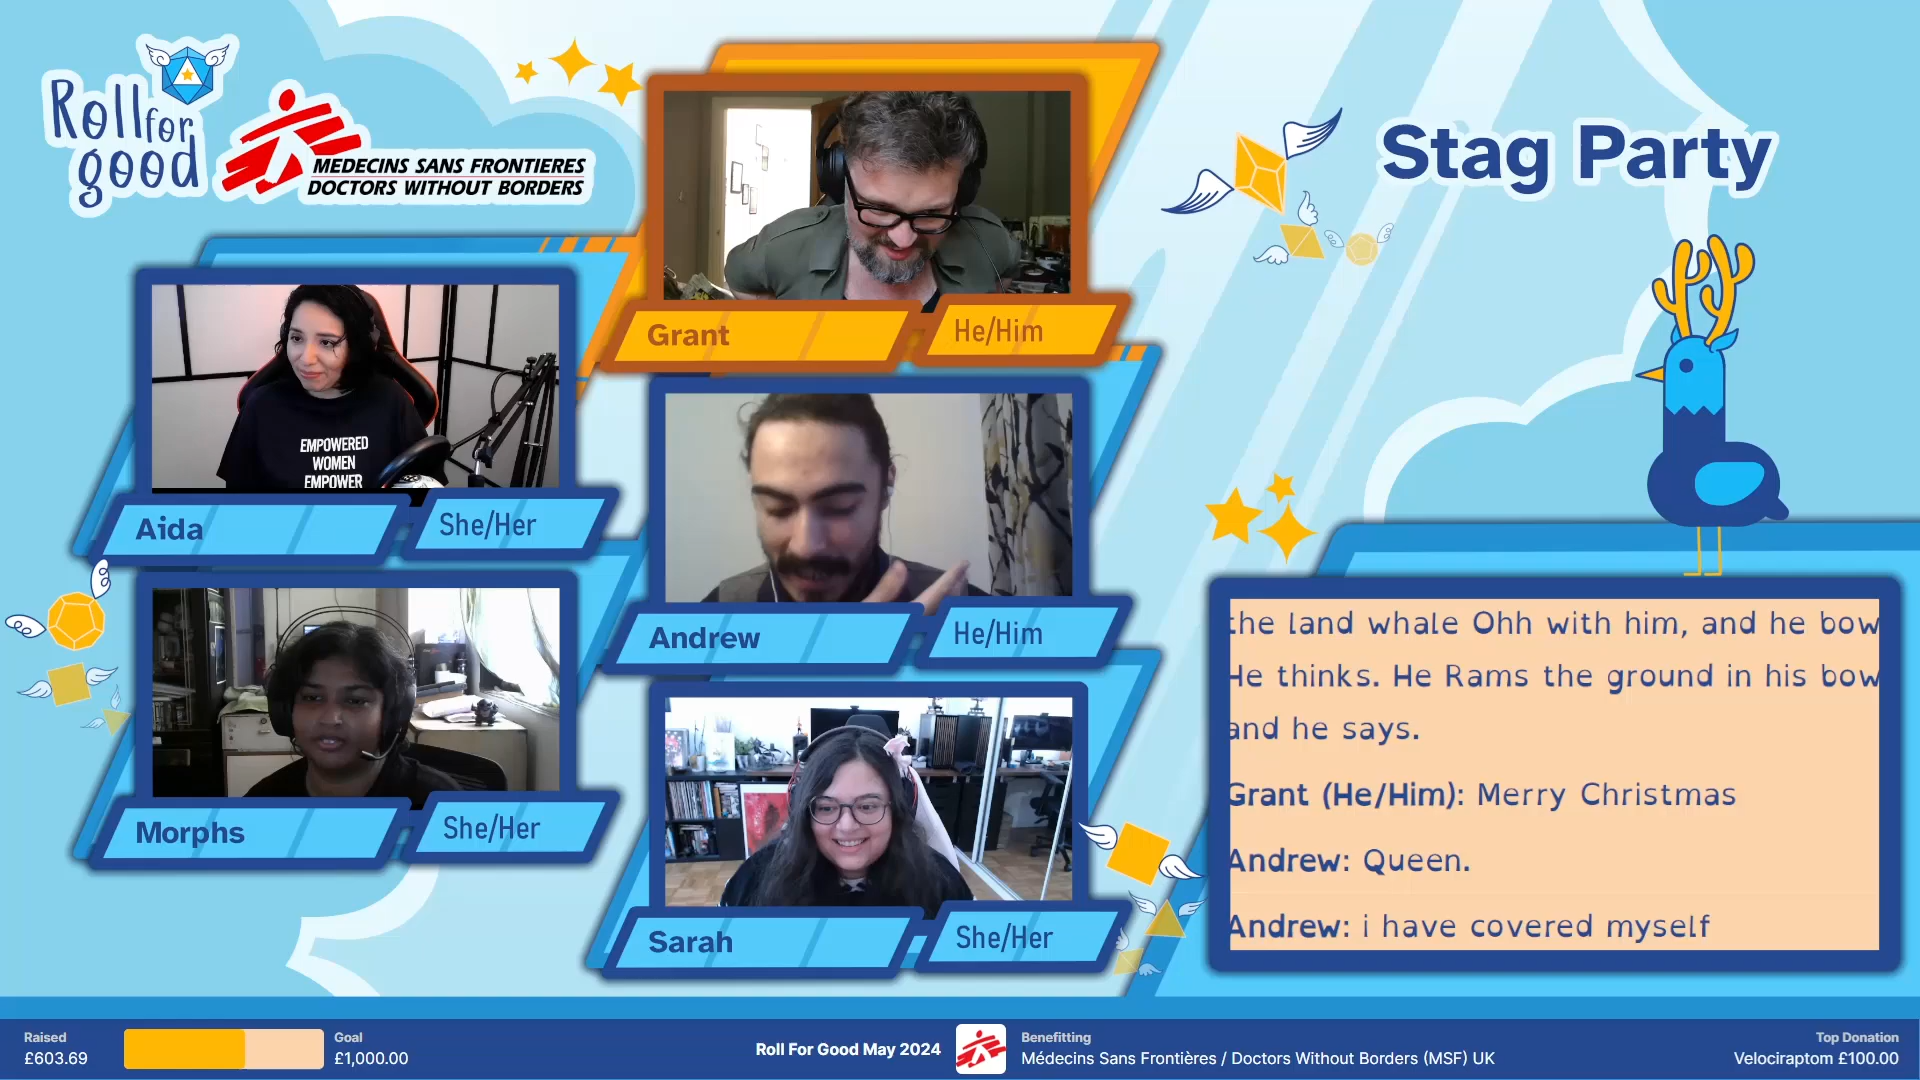 Roll for
good
MEDECINS SANS FRONTIERES
DOCTORS WITHOUT BORDERS
Stag Party
Grant
He/Him
EMPOWERED
WOMEN
EMPOWER
Aida
She/Her
Andrew
He/Him
Morphs
She/Her
Sarah
She/Her
the land whale Ohh with him, and he bow
He thinks. He Rams the ground in his bow
and he says.
Grant (He/Him): Merry Christmas
Andrew: Queen.
Andrew: i have covered myself
Raised
£603.69
Goal
£1,000.00
Roll For Good May 2024
Benefitting
Médecins Sans Frontières / Doctors Without Borders (MSF) UK
Top Donation
Velociraptom £100.00